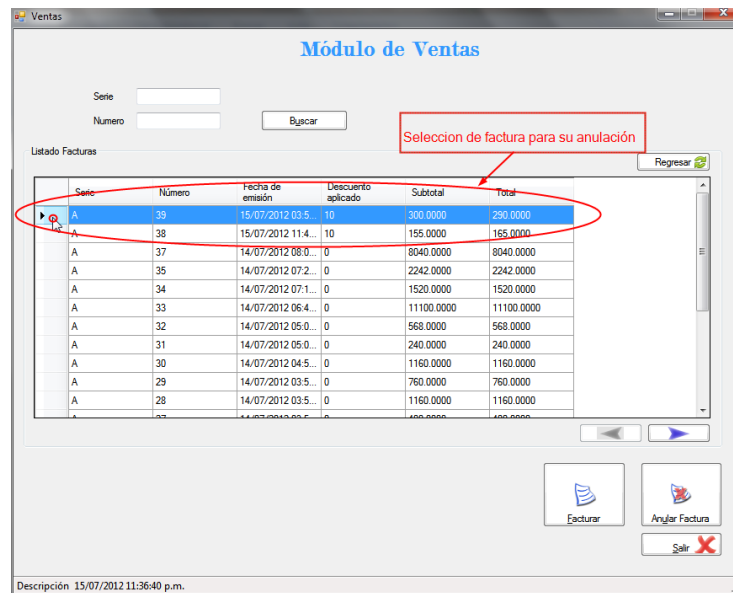 Ventas
Módulo de Ventas
Serie
Numero
Buscar
Seleccion de factura para su anulación
Listado Facturas
Regresar
Serie Número Fecha de emisión Descuento aplicado Subtotal Total
A 39 15/07/2012 03:5... 10 300.0000 290.0000
A 38 15/07/2012 11:4... 10 155.0000 165.0000
A 37 14/07/2012 08:0... 0 8040.0000 8040.0000
A 35 14/07/2012 07:2... 0 2242.0000 2242.0000
A 34 14/07/2012 07:1... 0 1520.0000 1520.0000
A 33 14/07/2012 06:4... 0 11100.0000 11100.0000
A 32 14/07/2012 05:0... 0 568.0000 568.0000
A 31 14/07/2012 05:0... 0 240.0000 240.0000
A 30 14/07/2012 04:5... 0 1160.0000 1160.0000
A 29 14/07/2012 03:5... 0 760.0000 760.0000
A 28 14/07/2012 03:5... 0 1160.0000 1160.0000
Facturar
Anular Factura
Salir
Descripción 15/07/2012 11:36:40 p.m.